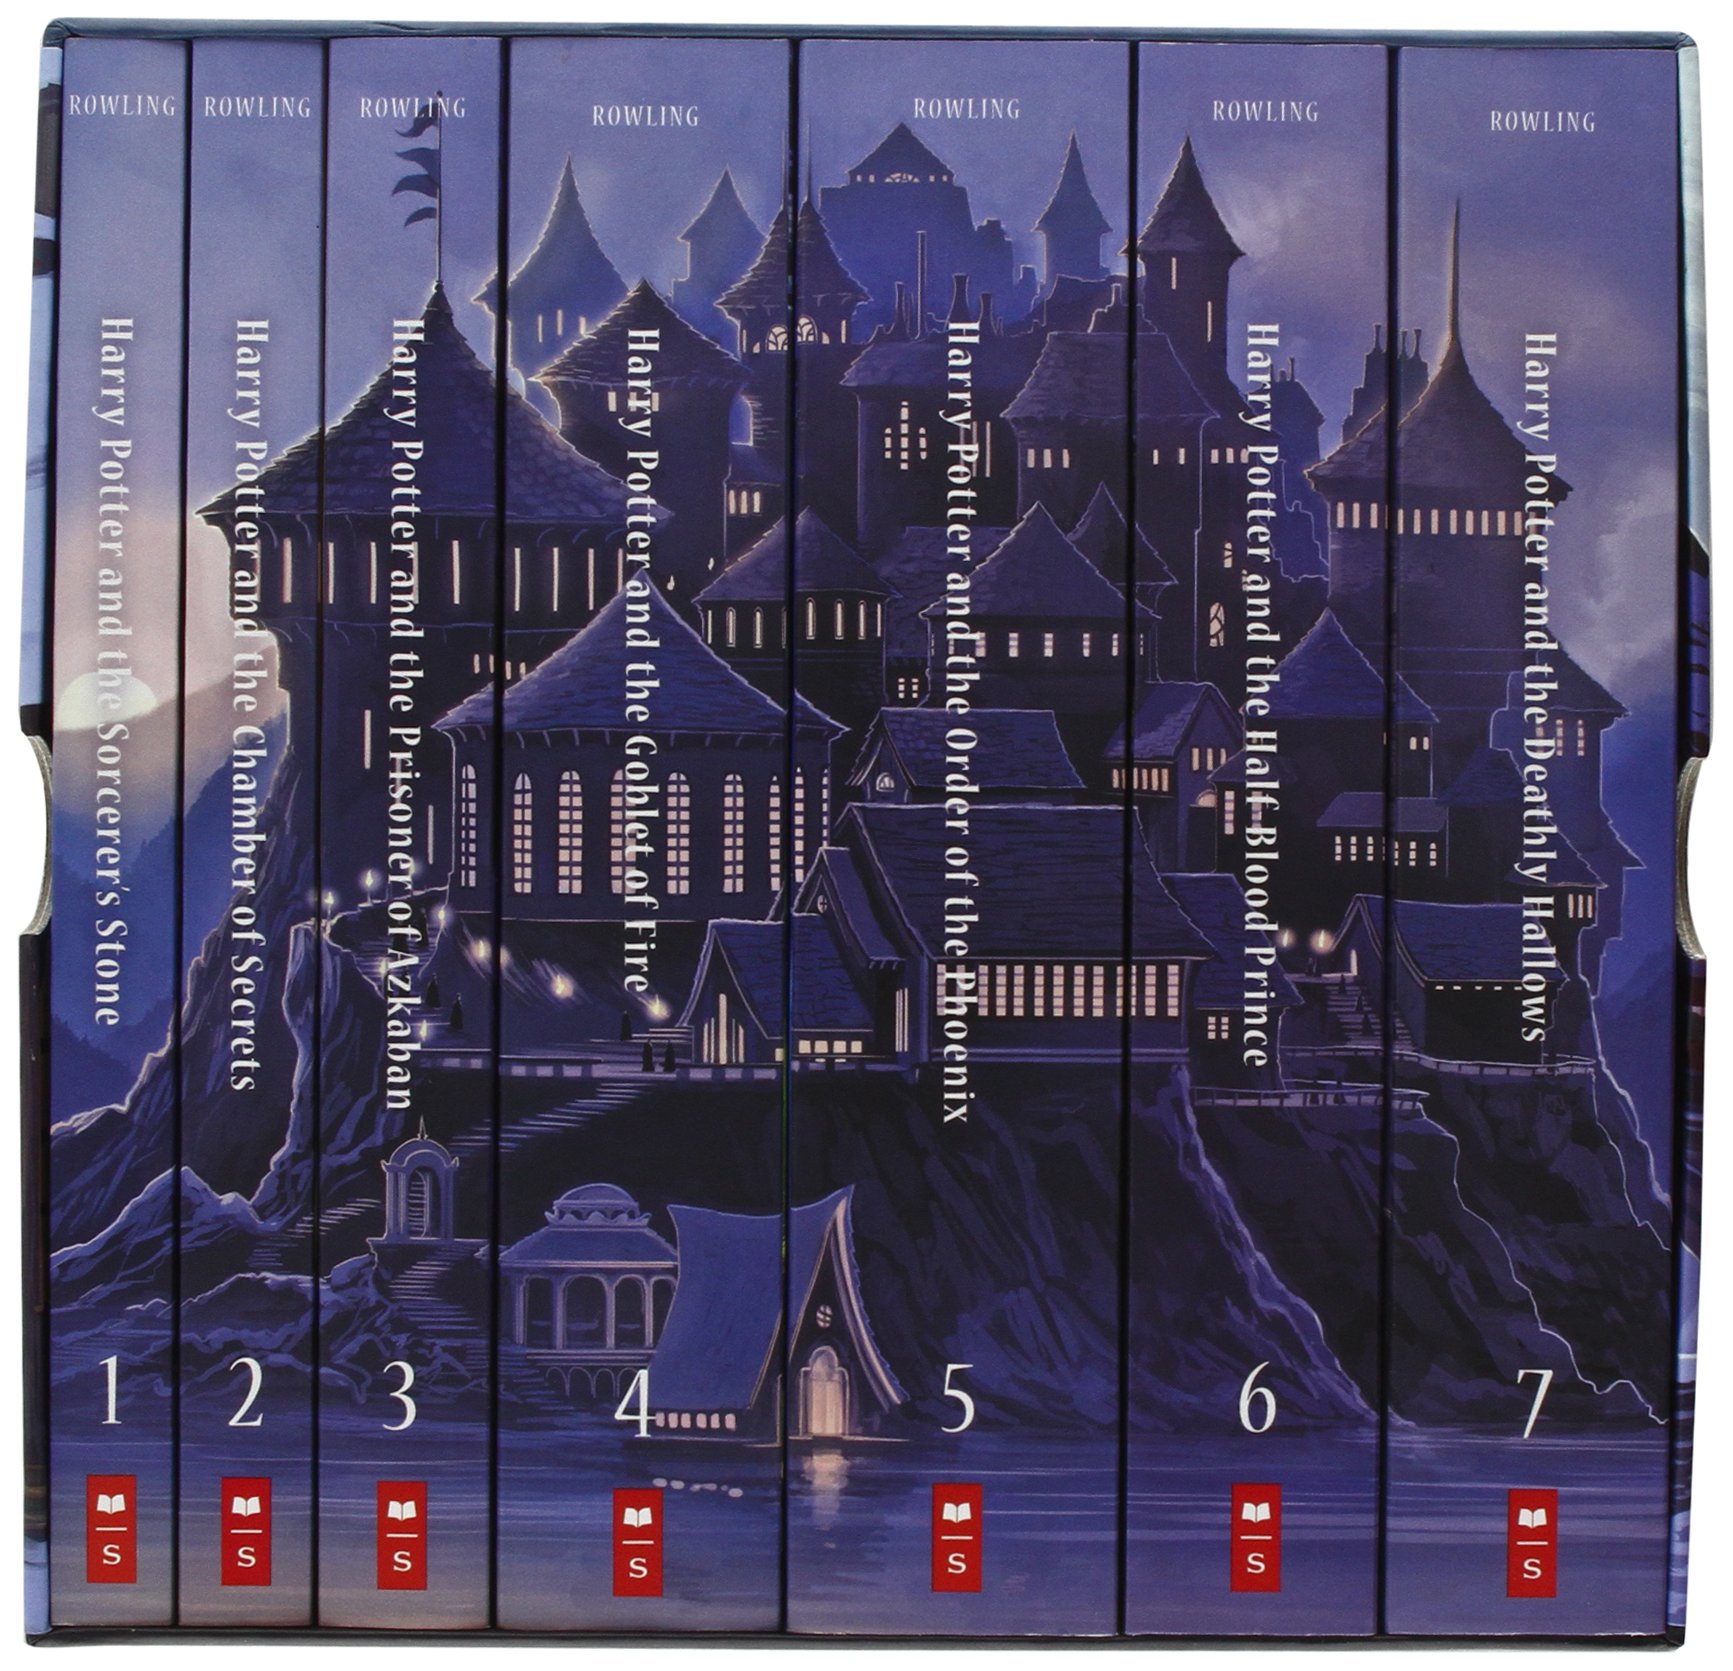 ROWLING
Harry Potter and the Sorcerer's Stone
1
S
ROWLING
Harry Potter and the Chamber of Secrets
2
S
ROWLING
Harry Potter and the Prisoner of Azkaban
3
S
ROWLING
Harry Potter and the Goblet of Fire
4
S
ROWLING
Harry Potter and the Order of the Phoenix
5
S
ROWLING
Harry Potter and the Half-Blood Prince
6
S
ROWLING
Harry Potter and the Deathly Hallows
7
S